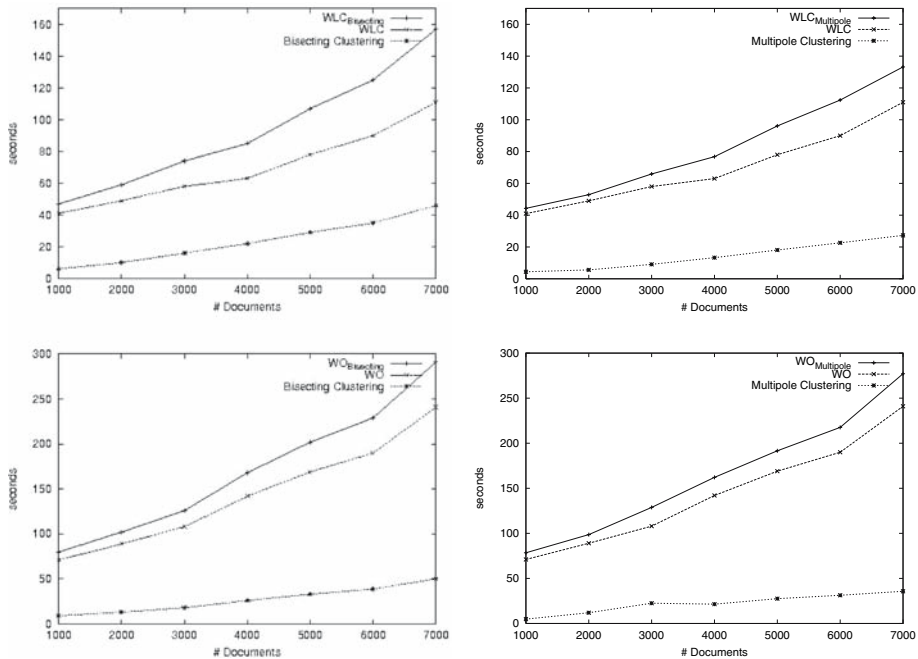 WLC_Bisecting
WLC
Bisecting Clustering
160
140
120
100
80
60
40
20
0
seconds
1000 2000 3000 4000 5000 6000 7000
# Documents
WLC_Multipole
WLC
Multipole Clustering
160
140
120
100
80
60
40
20
0
seconds
1000 2000 3000 4000 5000 6000 7000
# Documents
WO_Bisecting
WO
Bisecting Clustering
300
250
200
150
100
50
0
seconds
1000 2000 3000 4000 5000 6000 7000
# Documents
WO_Multipole
WO
Multipole Clustering
300
250
200
150
100
50
0
seconds
1000 2000 3000 4000 5000 6000 7000
# Documents